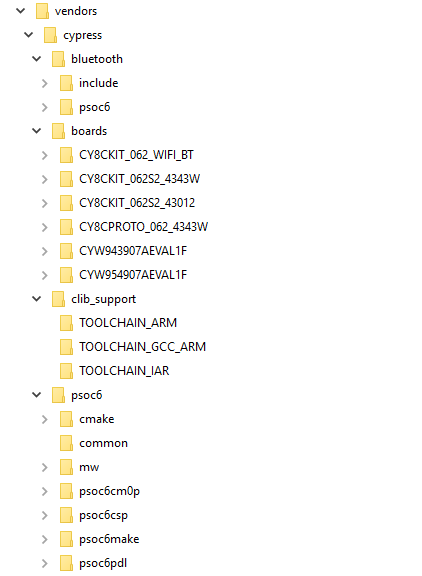 vendors
cypress
bluetooth
include
psoc6
boards
CY8CKIT_062_WIFI_BT
CY8CKIT_062S2_4343W
CY8CKIT_062S2_43012
CY8CPROTO_062_4343W
CYW943907AEVAL1F
CYW954907AEVAL1F
clib_support
TOOLCHAIN_ARM
TOOLCHAIN_GCC_ARM
TOOLCHAIN_IAR
psoc6
cmake
common
mw
psoc6cm0p
psoc6csp
psoc6make
psoc6pdl